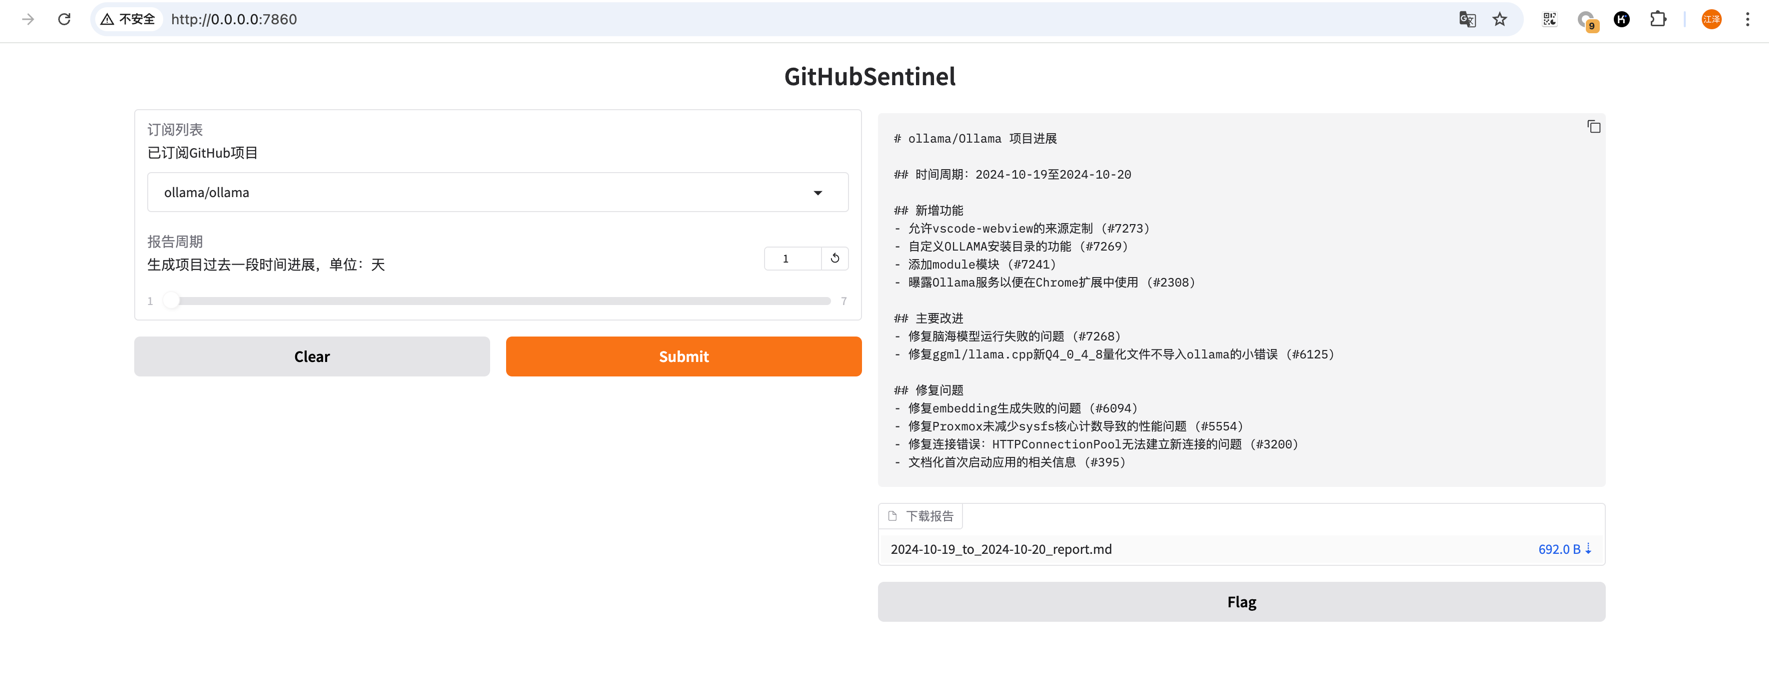 不安全
http://0.0.0.0:7860
9
K
江泽
GitHubSentinel
订阅列表
已订阅GitHub项目
ollama/ollama
报告周期
生成项目过去一段时间进展，单位：天
1
1
7
Clear
Submit
# ollama/Ollama 项目进展
## 时间周期：2024-10-19至2024-10-20
## 新增功能
- 允许vscode-webview的来源定制 (#7273)
- 自定义OLLAMA安装目录的功能 (#7269)
- 添加module模块 (#7241)
- 曝露Ollama服务以便在Chrome扩展中使用 (#2308)
## 主要改进
- 修复脑海模型运行失败的问题 (#7268)
- 修复ggml/llama.cpp新Q4_0_4_8量化文件不导入ollama的小错误 (#6125)
## 修复问题
- 修复embedding生成失败的问题 (#6094)
- 修复Proxmox未减少sysfs核心计数导致的性能问题 (#5554)
- 修复连接错误：HTTPConnectionPool无法建立新连接的问题 (#3200)
- 文档化首次启动应用的相关信息 (#395)
下载报告
2024-10-19_to_2024-10-20_report.md
692.0 B ⇣
Flag